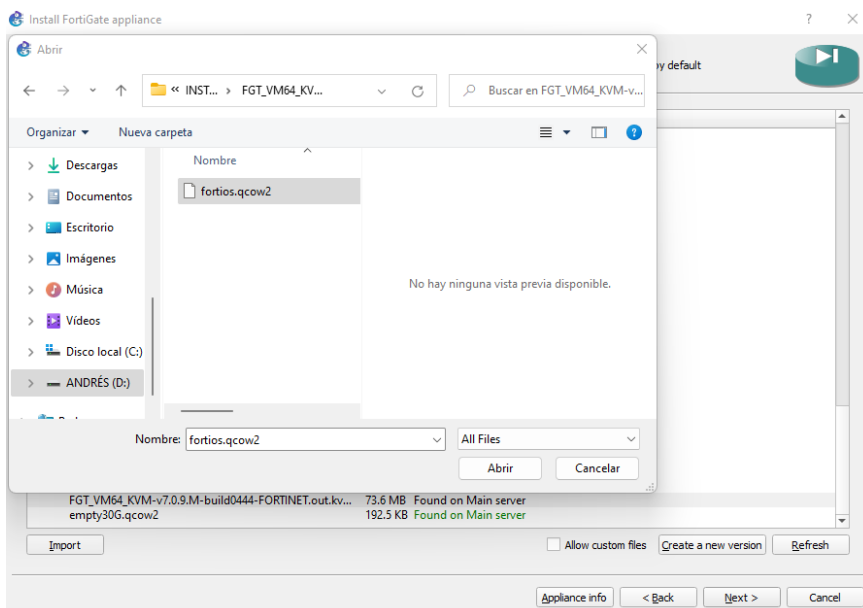 Install FortiGate appliance
Abrir
by default
« INST... › FGT_VM64_KV...
Buscar en FGT_VM64_KVM-v...
Organizar
Nueva carpeta
Descargas
Documentos
Escritorio
Imágenes
Música
Vídeos
Disco local (C:)
ANDRÉS (D:)
Nombre
fortios.qcow2
No hay ninguna vista previa disponible.
Nombre: fortios.qcow2
All Files
Abrir
Cancelar
FGT_VM64_KVM-v7.0.9.M-build0444-FORTINET.out.kv... 73.6 MB Found on Main server
empty30G.qcow2 192.5 KB Found on Main server
Import
Allow custom files
Create a new version
Refresh
Appliance info
< Back
Next >
Cancel